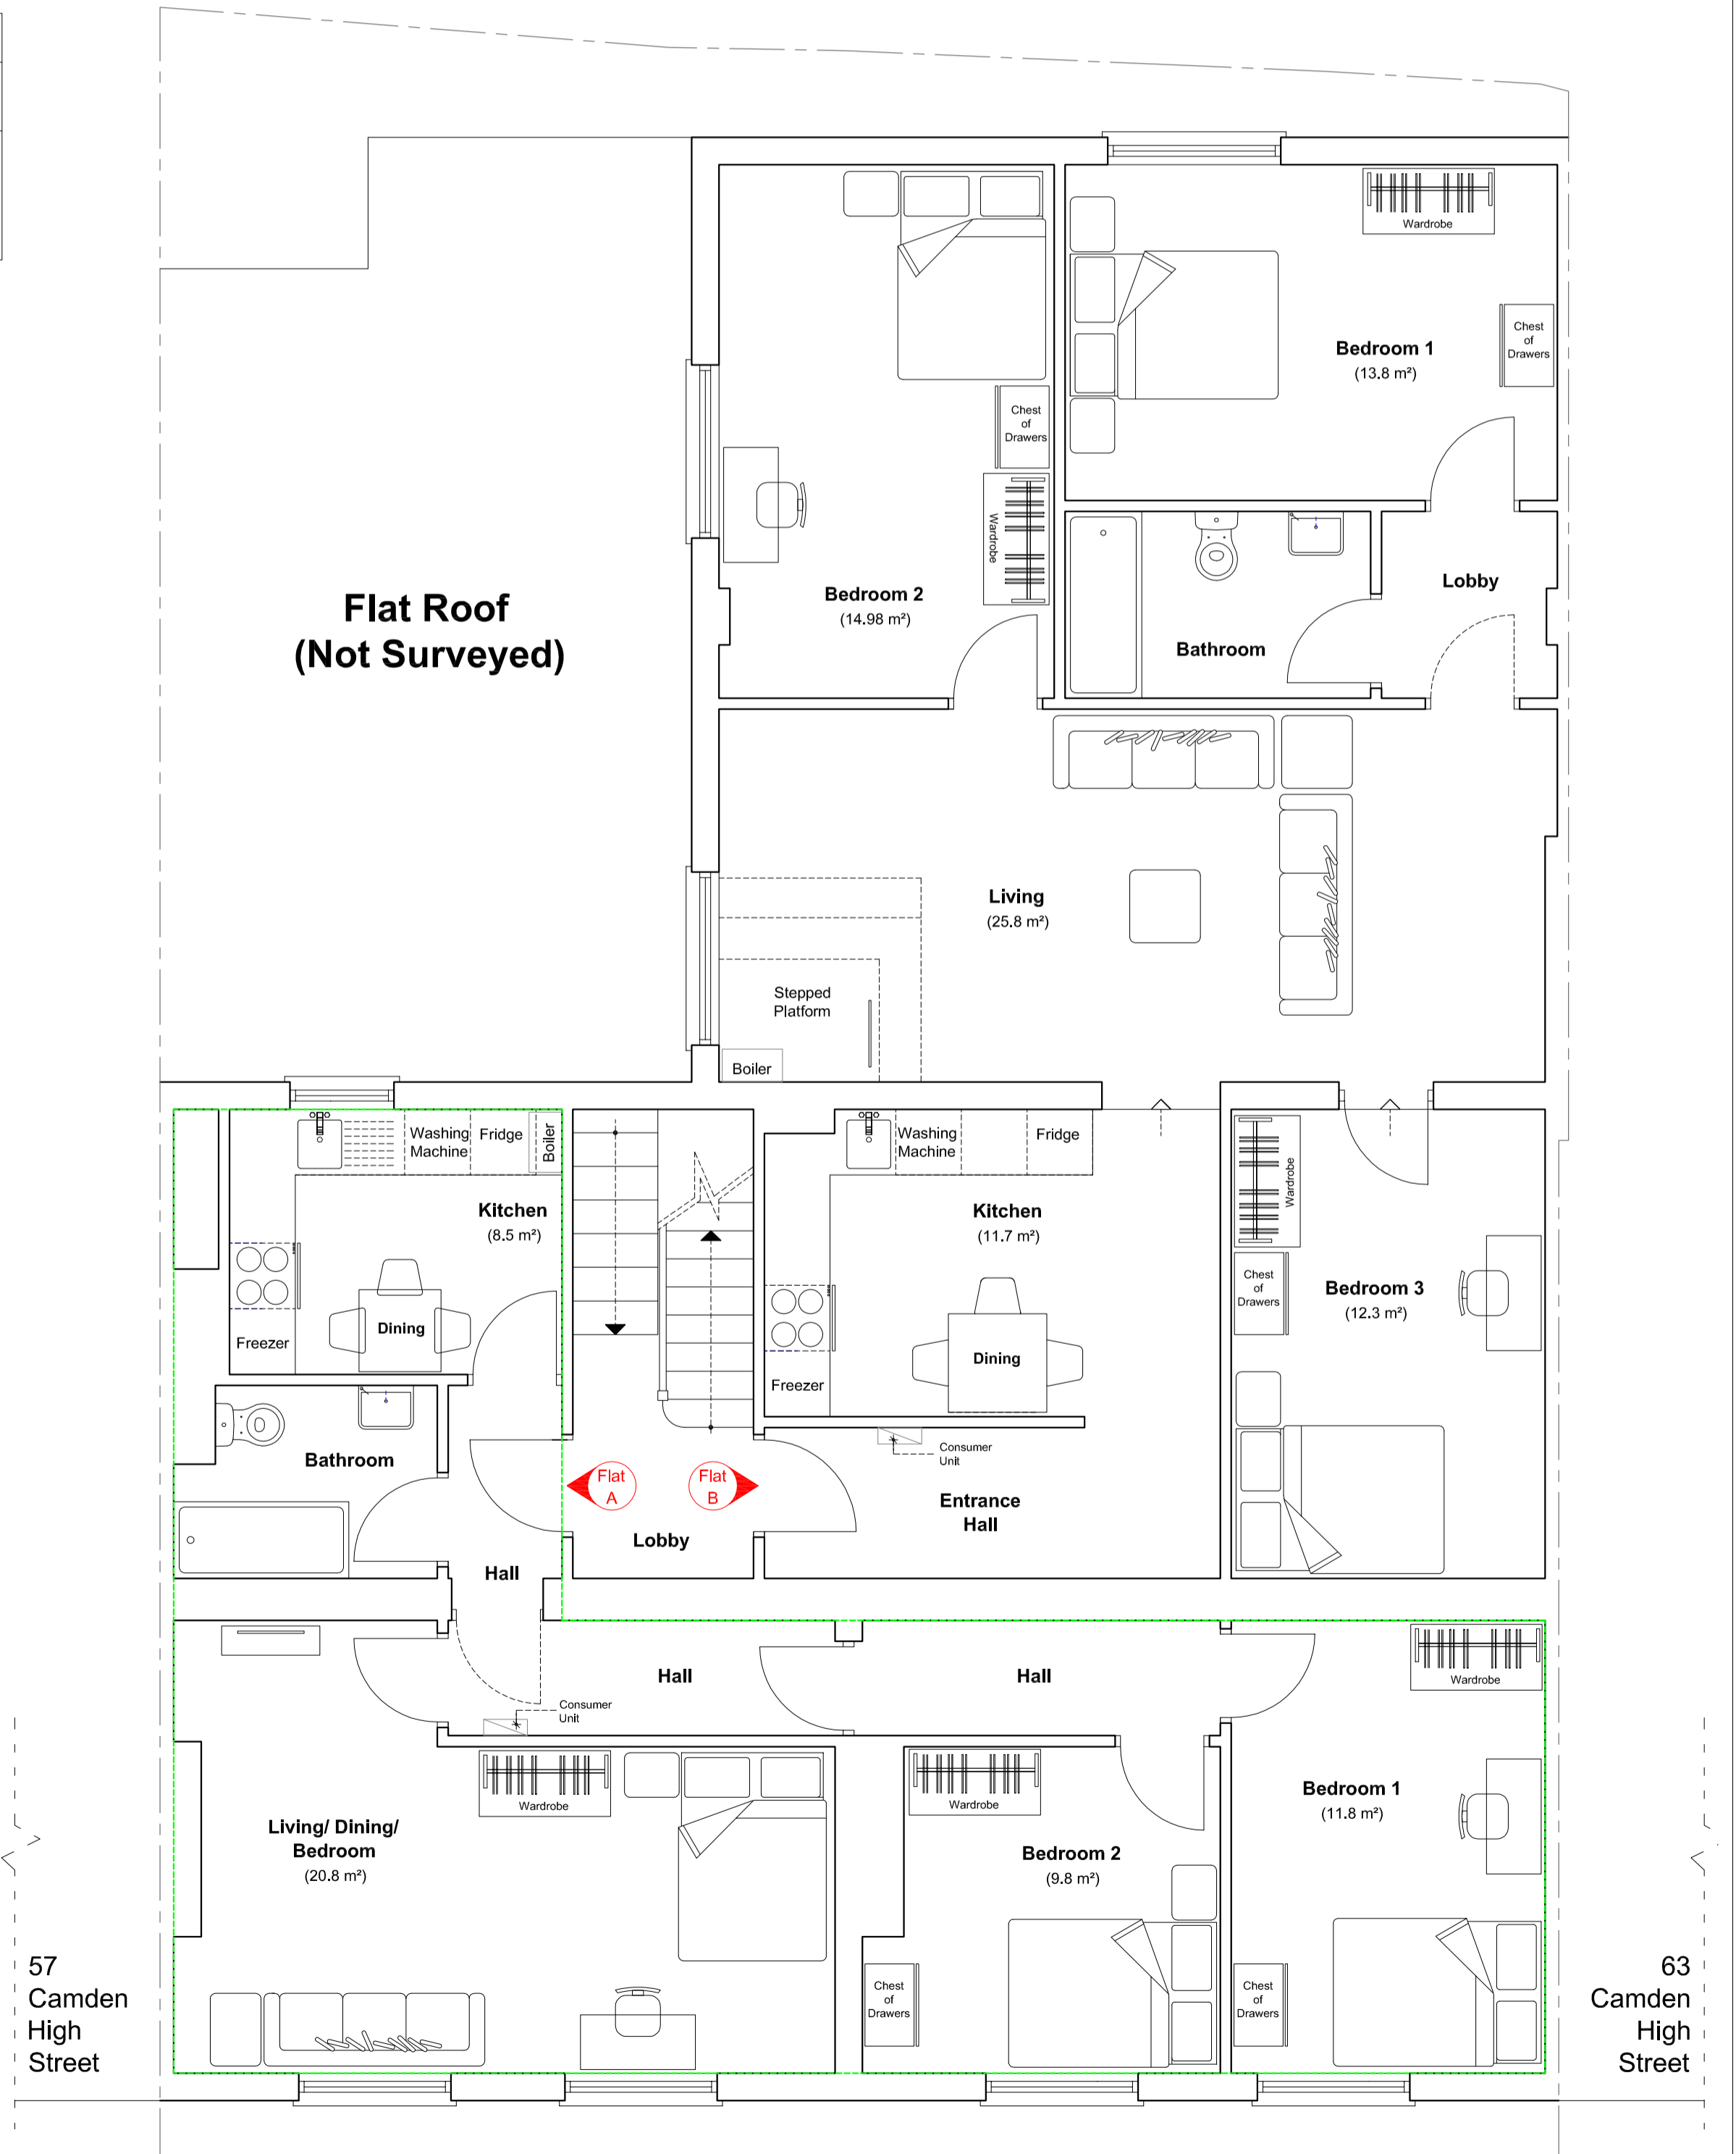 Wardrobe
Chest
of
Drawers
Bedroom 1
(13.8 m²)
Chest
of
Drawers
Wardrobe
Bedroom 2
(14.98 m²)
Flat Roof
(Not Surveyed)
Lobby
Bathroom
Living
(25.8 m²)
Stepped
Platform
Boiler
Washing
Machine
Fridge
Boiler
Kitchen
(8.5 m²)
Dining
Freezer
Washing
Machine
Fridge
Kitchen
(11.7 m²)
Dining
Freezer
Wardrobe
Chest
of
Drawers
Bedroom 3
(12.3 m²)
Bathroom
Flat
A
Flat
B
Lobby
Consumer
Unit
Entrance
Hall
Hall
Hall
Hall
Consumer
Unit
Wardrobe
Wardrobe
Wardrobe
Living/ Dining/
Bedroom
(20.8 m²)
Bedroom 2
(9.8 m²)
Bedroom 1
(11.8 m²)
Chest
of
Drawers
Chest
of
Drawers
57
Camden
High
Street
63
Camden
High
Street